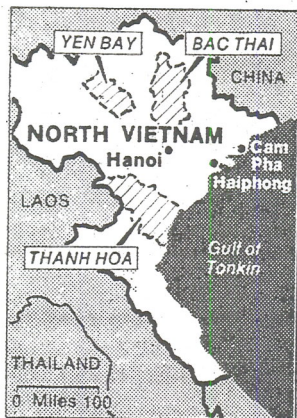 YEN BAY
BAC THAI
CHINA
NORTH VIETNAM
Hanoi
Cam
Pha
Haiphong
LAOS
THANH HOA
Gulf of
Tonkin
THAILAND
0 Miles 100